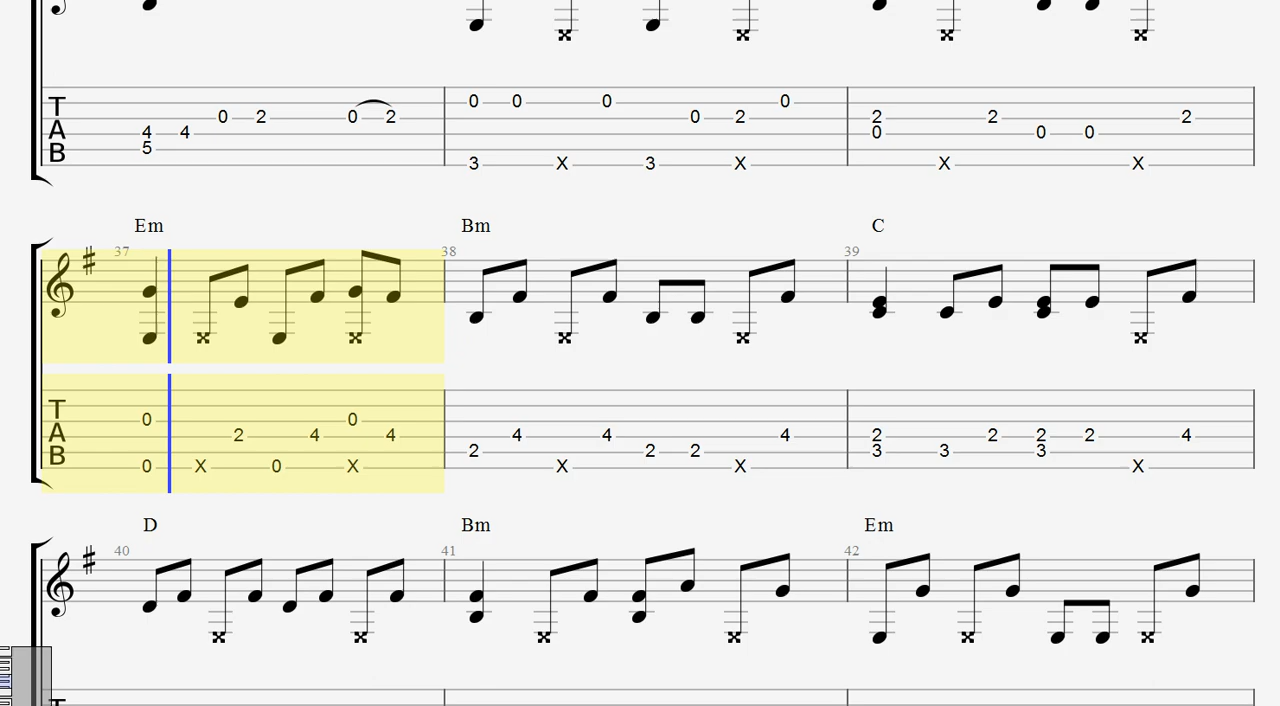 0 2 0 2
T 4 4
A 5
B
0 0 0 0 2 0
3 X 3 X
2 2 2
0 0 0
X X
Em Bm C
37 38 39
T 0 0
A 2 4 4
B 0 X 0 X
4 4 4
2 2 2
X X
2 2 2 2 4
3 3 3
X
D Bm Em
40 41 42
T